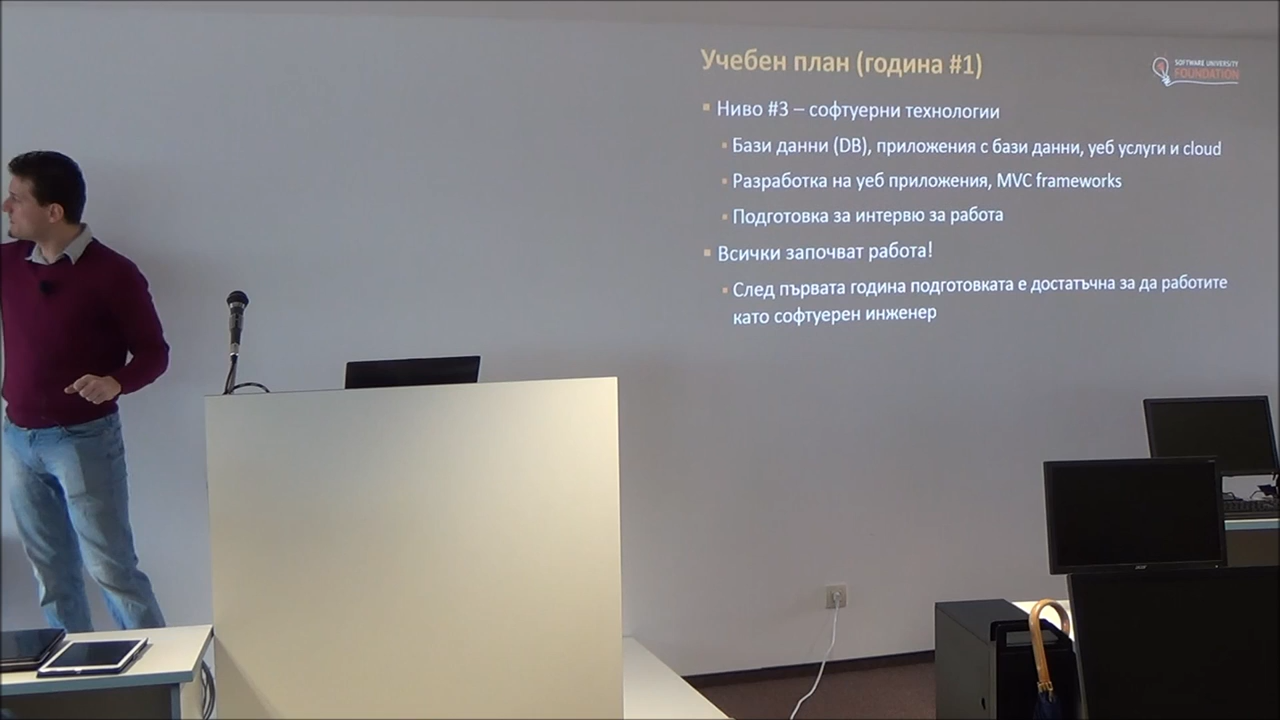 Учебен план (година #1)
SOFTWARE UNIVERSITY
FOUNDATION
Ниво #3 – софтуерни технологии
Бази данни (DB), приложения с бази данни, уеб услуги и cloud
Разработка на уеб приложения, MVC frameworks
Подготовка за интервю за работа
Всички започват работа!
След първата година подготовката е достатъчна за да работите
като софтуерен инженер
acer